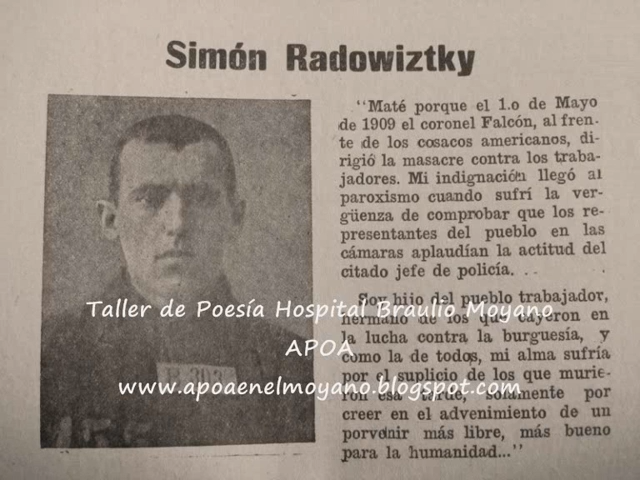 Simón Radowiztky
"Maté porque el 1.o de Mayo
de 1909 el coronel Falcón, al fren-
te de los cosacos americanos, di-
rigió la masacre contra los traba-
jadores. Mi indignación llegó al
paroxismo cuando sufrí la ver-
güenza de comprobar que los re-
presentantes del pueblo en las
cámaras aplaudían la actitud del
citado jefe de policía. . .
Soy hijo del pueblo trabajador,
hermano de los que cayeron en
la lucha contra la burguesía, y
como la de todos, mi alma sufría
por el suplicio de los que murie-
ron esa tarde, solamente por
creer en el advenimiento de un
porvenir más libre, más bueno
para la humanidad..."
Taller de Poesía Hospital Braulio Moyano
APOA
www.apoaenelmoyano.blogspot.com